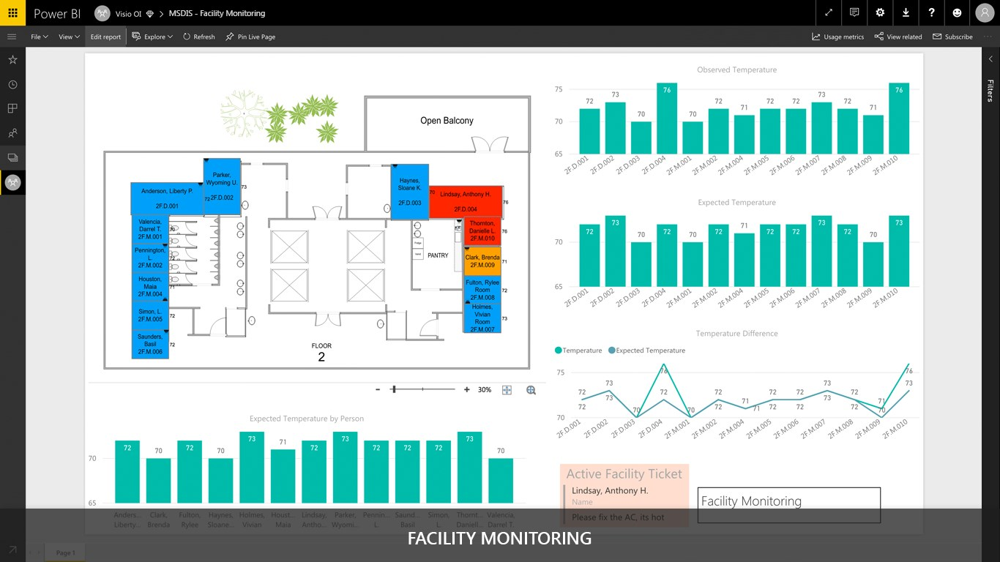 Power BI
Visio OI
MSDIS - Facility Monitoring
File
View
Edit report
Explore
Refresh
Pin Live Page
Usage metrics
View related
Subscribe
Filters
Open Balcony
Parker,
Wyoming U.
2F.D.002
73
Anderson, Liberty P.
2F.D.001
72
Valencia,
Darrel T.
2F.M.001
70
Pennington,
L.
2F.M.002
72
Houston,
Maia
2F.M.004
71
Simon, L.
2F.M.005
72
Saunders,
Basil
2F.M.006
72
Haynes,
Sloane K.
2F.D.003
70
Lindsay, Anthony H.
2F.D.004
76
Thornton,
Danielle L.
2F.M.010
76
Clark, Brenda
2F.M.009
71
Fulton, Rylee
Room
2F.M.008
72
Holmes,
Vivian
Room
2F.M.007
73
PANTRY
FLOOR
2
30%
Expected Temperature by Person
70
65
72 70 72 70 73 71 72 73 72 72 72 73 70
Anders... Clark, Fulton, Haynes, Holmes, Houst... Lindsay, Parker, Pennin... Saund... Simon, Thornt... Valencia,
Liberty... Brenda Rylee Sloane... Vivian Maia Antho... Wyomi... L. Basil L. Daniell... Darrel T.
Observed Temperature
75
70
65
72 73 70 76 70 72 71 72 72 73 72 71 76
2F.D.001 2F.D.002 2F.D.003 2F.D.004 2F.M.001 2F.M.002 2F.M.004 2F.M.005 2F.M.006 2F.M.007 2F.M.008 2F.M.009 2F.M.010
Expected Temperature
70
65
72 73 70 72 70 72 71 72 72 73 72 70 73
2F.D.001 2F.D.002 2F.D.003 2F.D.004 2F.M.001 2F.M.002 2F.M.004 2F.M.005 2F.M.006 2F.M.007 2F.M.008 2F.M.009 2F.M.010
Temperature Difference
Temperature Expected Temperature
75
70
72 73 70 76 70 72 71 72 72 73 72 71 76
72 73 72 72 71 72 72 73 72 70 73
2F.D.001 2F.D.002 2F.D.003 2F.D.004 2F.M.001 2F.M.002 2F.M.004 2F.M.005 2F.M.006 2F.M.007 2F.M.008 2F.M.009 2F.M.010
Active Facility Ticket
Lindsay, Anthony H.
Name
Please fix the AC, its hot
Facility Monitoring
FACILITY MONITORING
Page 1